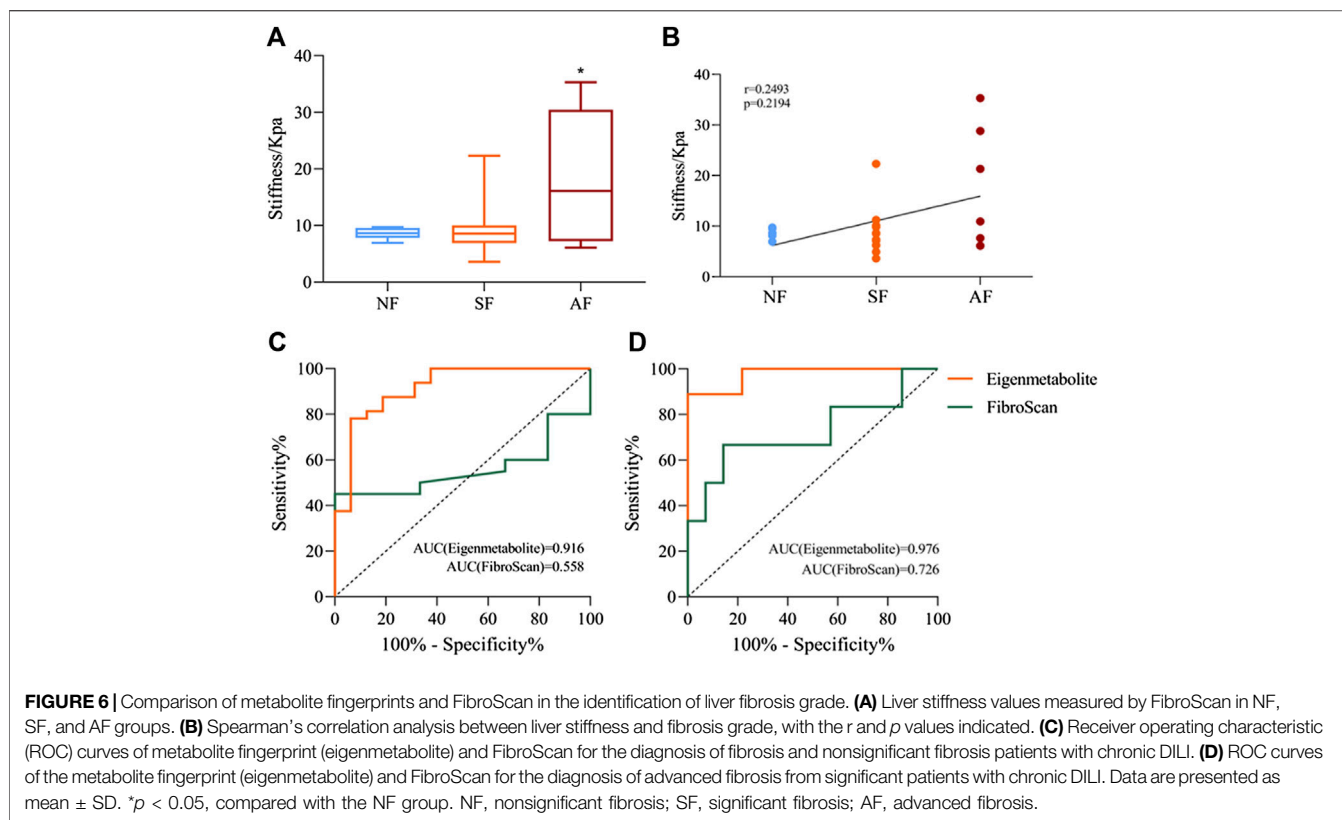 A
Stiffness/Kpa
40
30
20
10
0
*
NF
SF
AF
B
Stiffness/Kpa
40
30
20
10
0
r=0.2493
p=0.2194
NF
SF
AF
C
Sensitivity%
100
80
60
40
20
0
AUC(Eigenmetabolite)=0.916
AUC(FibroScan)=0.558
0 20 40 60 80 100
100% - Specificity%
D
100
80
60
40
20
0
AUC(Eigenmetabolite)=0.976
AUC(FibroScan)=0.726
0 20 40 60 80 100
100% - Specificity%
Eigenmetabolite
FibroScan
FIGURE 6 | Comparison of metabolite fingerprints and FibroScan in the identification of liver fibrosis grade. (A) Liver stiffness values measured by FibroScan in NF,
SF, and AF groups. (B) Spearman's correlation analysis between liver stiffness and fibrosis grade, with the r and p values indicated. (C) Receiver operating characteristic
(ROC) curves of metabolite fingerprint (eigenmetabolite) and FibroScan for the diagnosis of fibrosis and nonsignificant fibrosis patients with chronic DILI. (D) ROC curves
of the metabolite fingerprint (eigenmetabolite) and FibroScan for the diagnosis of advanced fibrosis from significant patients with chronic DILI. Data are presented as
mean ± SD. *p < 0.05, compared with the NF group. NF, nonsignificant fibrosis; SF, significant fibrosis; AF, advanced fibrosis.